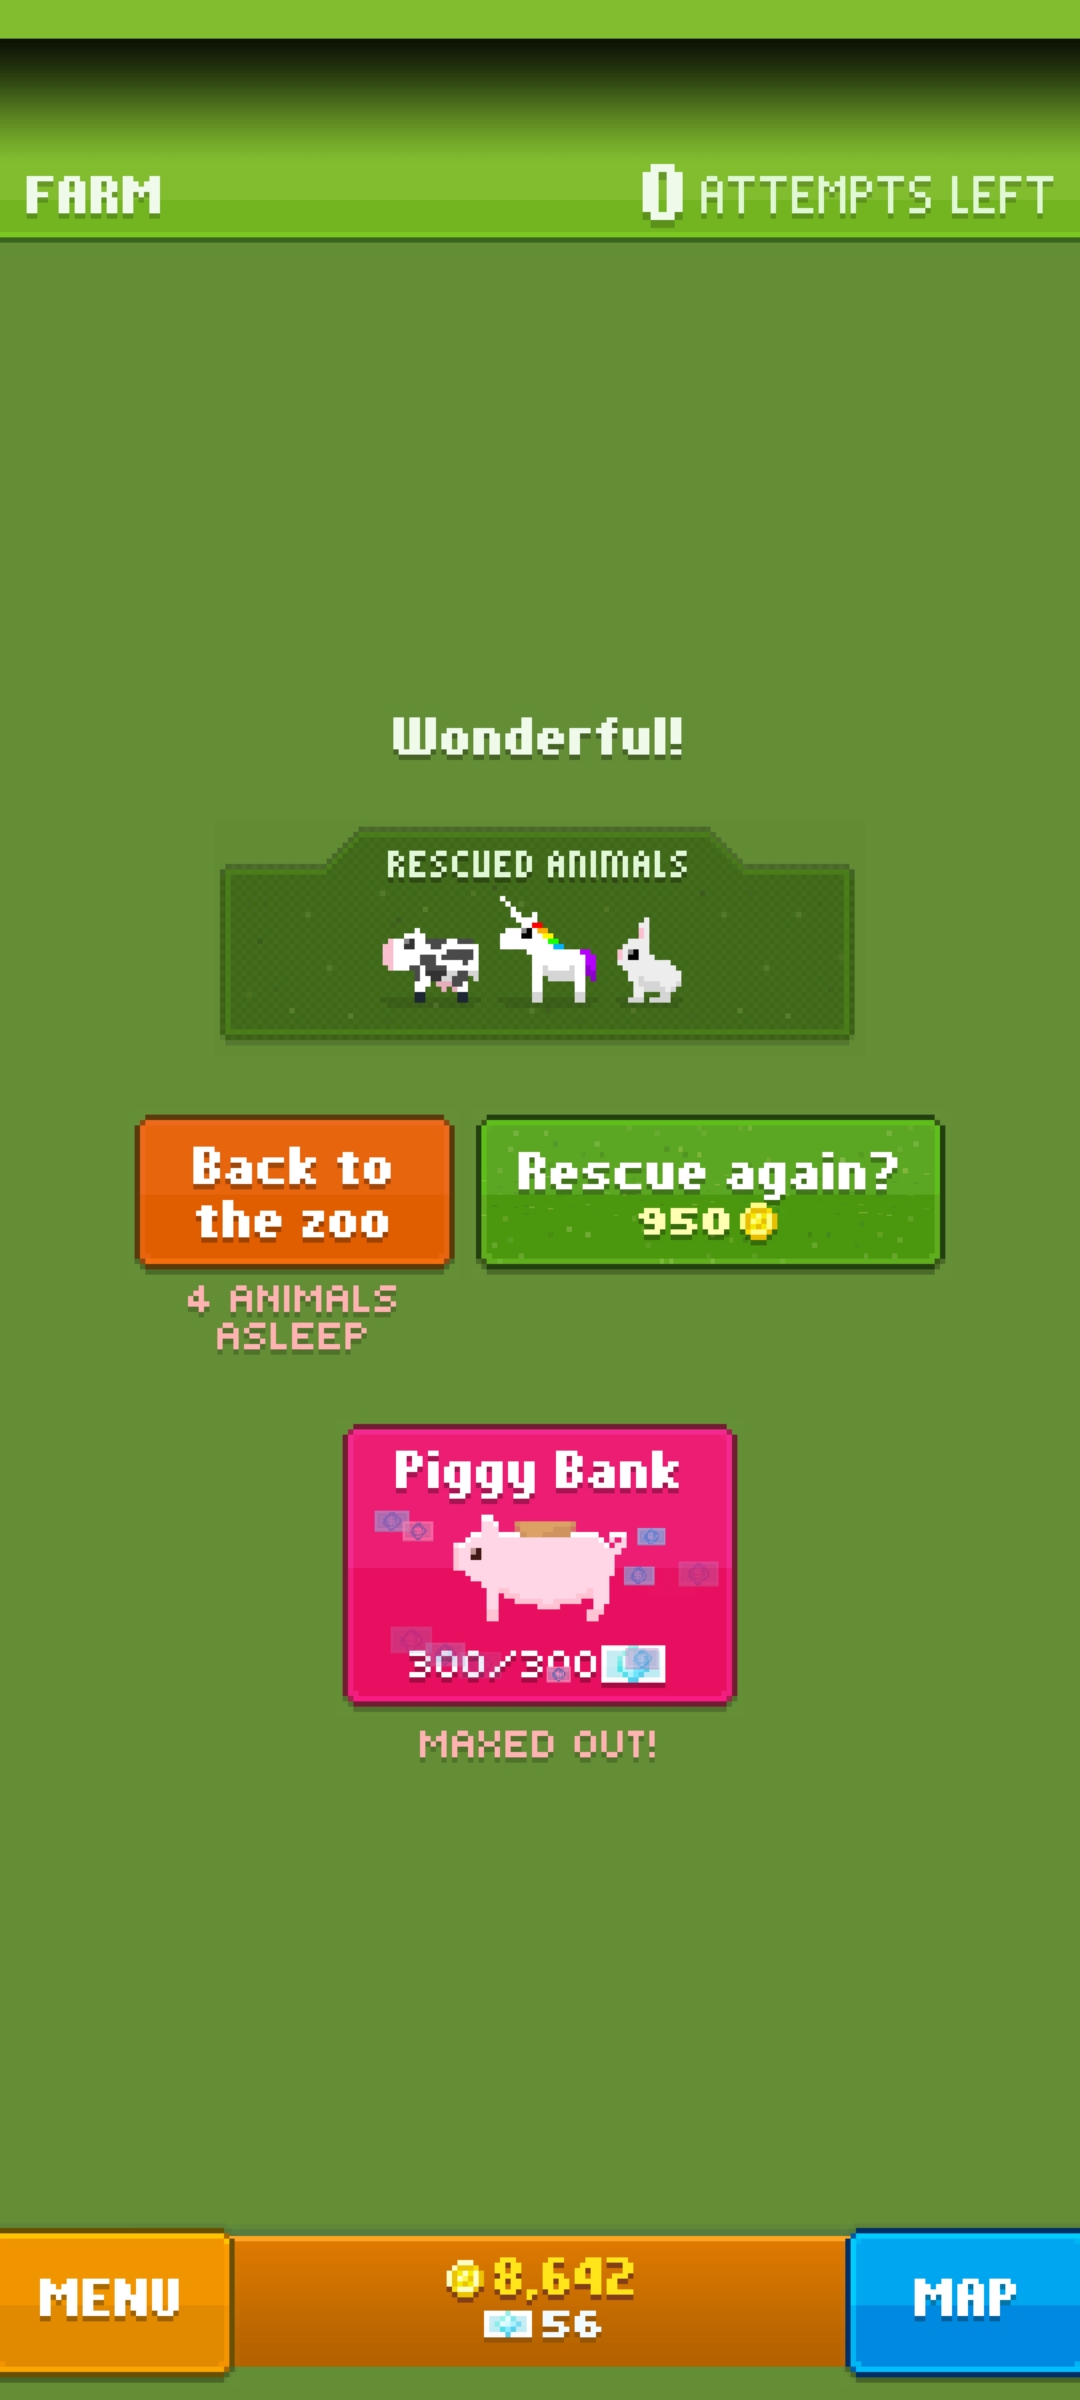 FARM
0 ATTEMPTS LEFT
Wonderful!
RESCUED ANIMALS
Back to
the zoo
Rescue again?
950
4 ANIMALS
ASLEEP
Piggy Bank
300/300
MAXED OUT!
MENU
8,642
56
MAP